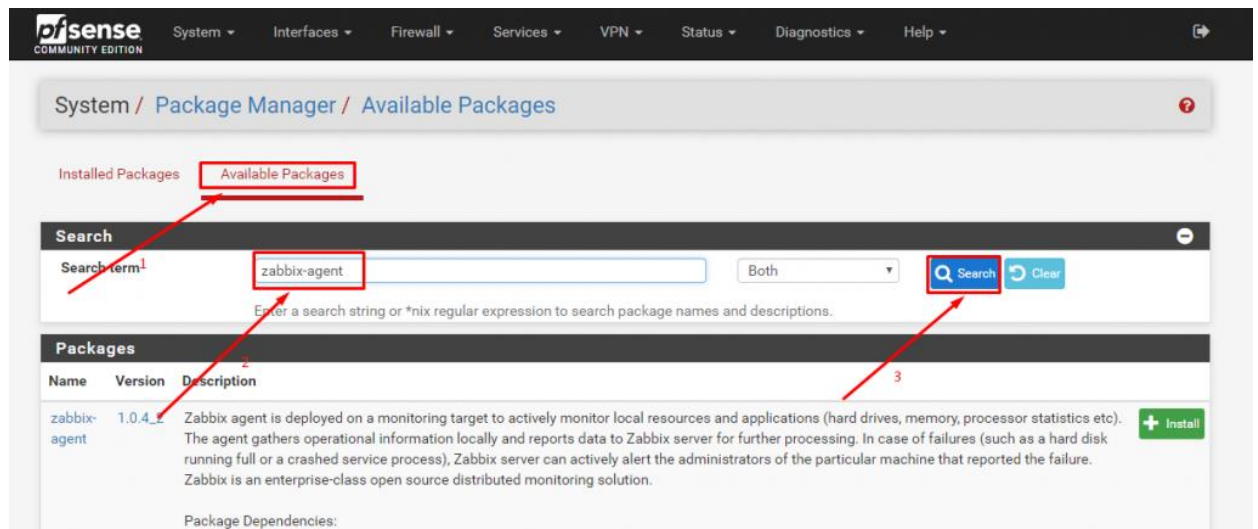 pfsense
COMMUNITY EDITION
System Interfaces Firewall Services VPN Status Diagnostics Help
System / Package Manager / Available Packages
Installed Packages Available Packages
Search
Search term 1
zabbix-agent Both Search Clear
Enter a search string or *nix regular expression to search package names and descriptions.
Packages
2
3
Name Version Description
zabbix-agent 1.0.4_2 Zabbix agent is deployed on a monitoring target to actively monitor local resources and applications (hard drives, memory, processor statistics etc).
The agent gathers operational information locally and reports data to Zabbix server for further processing. In case of failures (such as a hard disk
running full or a crashed service process), Zabbix server can actively alert the administrators of the particular machine that reported the failure.
Zabbix is an enterprise-class open source distributed monitoring solution.
Install
Package Dependencies: